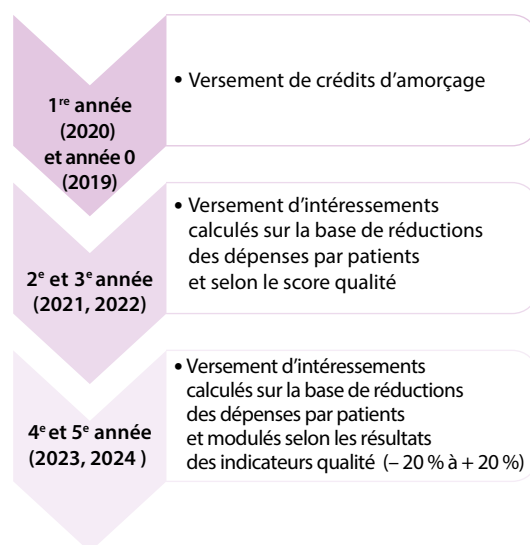 1re année
(2020)
et année 0
(2019)
• Versement de crédits d’amorçage
2e et 3e année
(2021, 2022)
• Versement d’intéressements
calculés sur la base de réductions
des dépenses par patients
et selon le score qualité
4e et 5e année
(2023, 2024 )
• Versement d’intéressements
calculés sur la base de réductions
des dépenses par patients
et modulés selon les résultats
des indicateurs qualité (– 20 % à + 20 %)